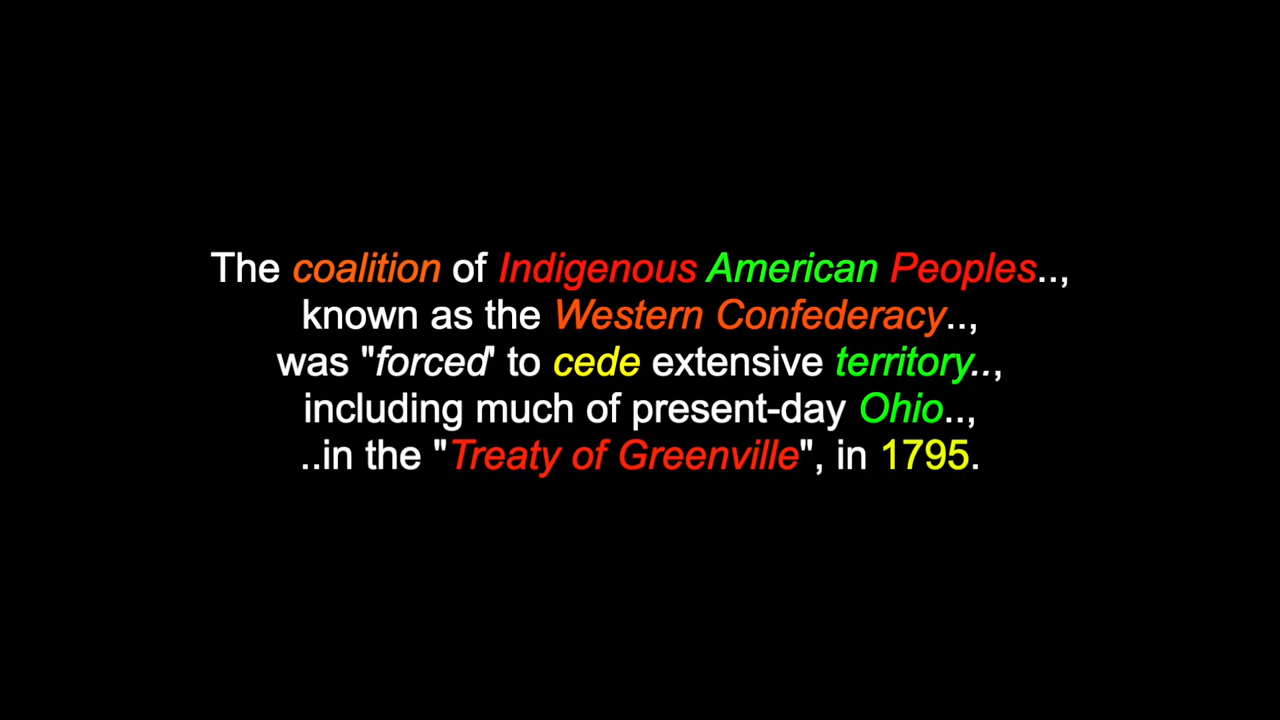 The coalition of Indigenous American Peoples..,
known as the Western Confederacy..,
was "forced" to cede extensive territory..,
including much of present-day Ohio..,
..in the "Treaty of Greenville", in 1795.